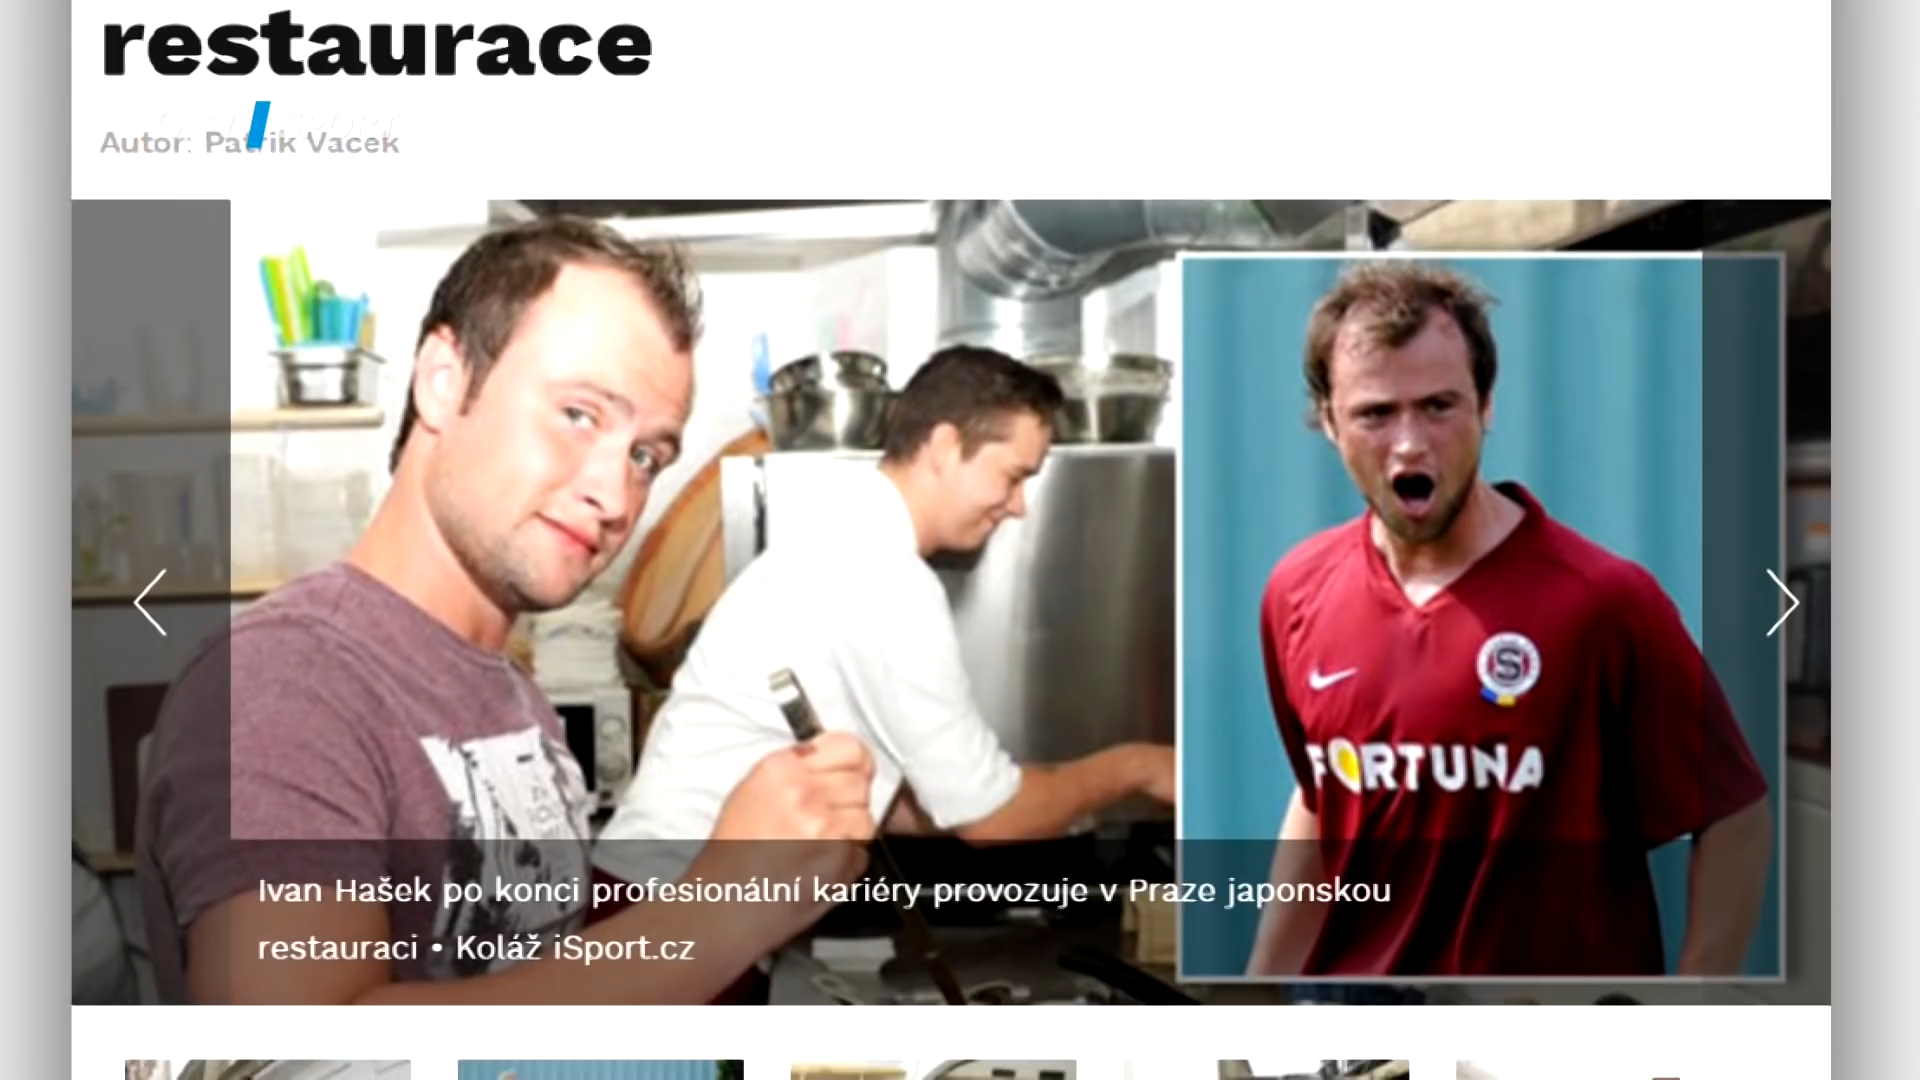 restaurace
Autor: Patrik Vacek
S
FORTUNA
Ivan Hašek po konci profesionální kariéry provozuje v Praze japonskou
restauraci • Koláž iSport.cz